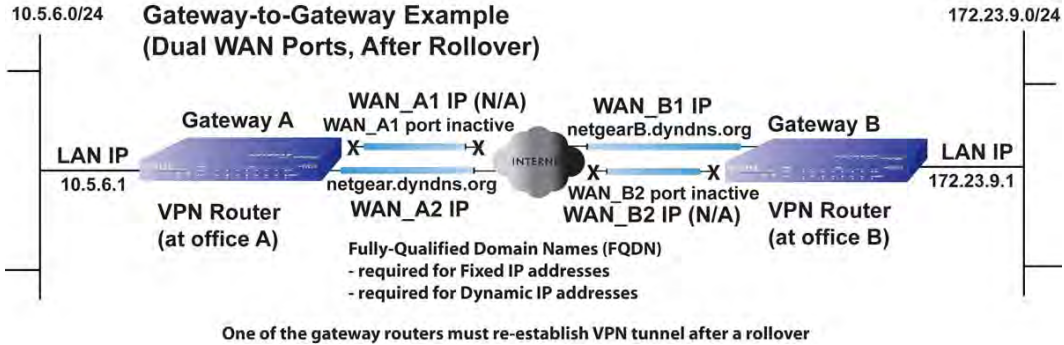 10.5.6.0/24
Gateway-to-Gateway Example
(Dual WAN Ports, After Rollover)
172.23.9.0/24
WAN_A1 IP (N/A)
WAN_A1 port inactive
WAN_B1 IP
netgearB.dyndns.org
Gateway A
Gateway B
X X
INTERNE
LAN IP
10.5.6.1
LAN IP
172.23.9.1
netgear.dyndns.org
WAN_A2 IP
X X
WAN_B2 port inactive
WAN_B2 IP (N/A)
VPN Router
(at office A)
VPN Router
(at office B)
Fully-Qualified Domain Names (FQDN)
- required for Fixed IP addresses
- required for Dynamic IP addresses
One of the gateway routers must re-establish VPN tunnel after a rollover